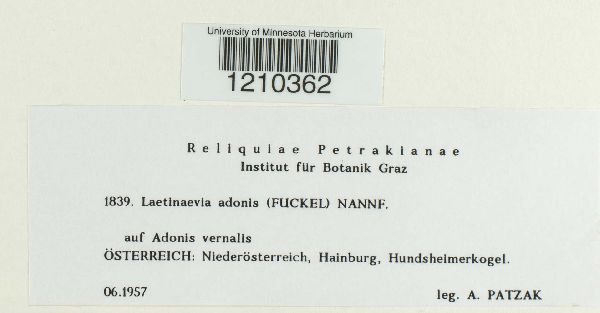 University of Minnesota Herbarium
1210362
Reliquiae Petrakianae
Institut für Botanik Graz
1839. Laetinaevia adonis (FUCKEL) NANNF.
auf Adonis vernalis
ÖSTERREICH: Niederösterreich, Hainburg, Hundsheimerkogel.
06.1957 leg. A. PATZAK